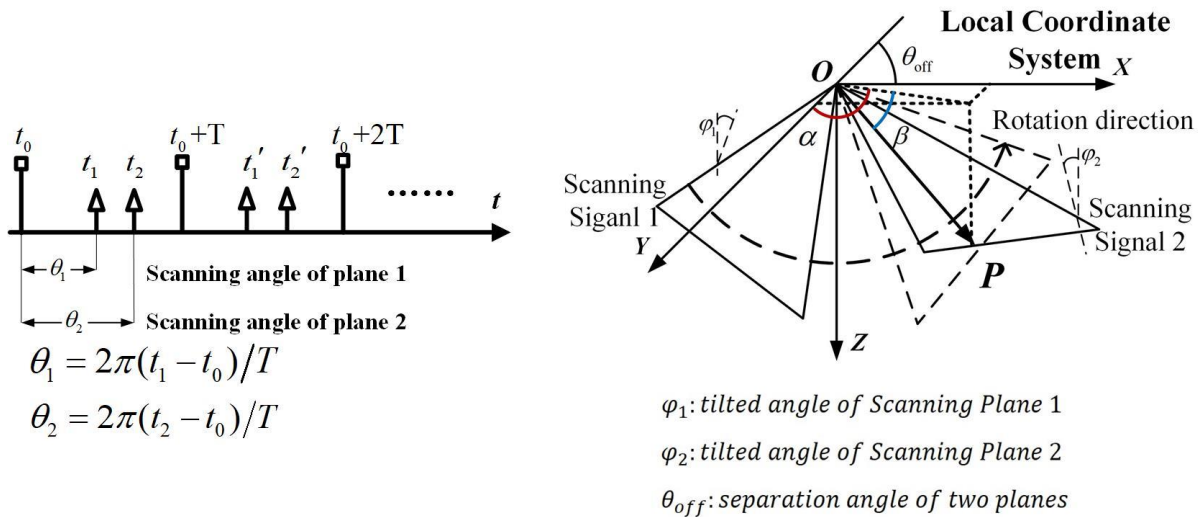 t₀
t₁
t₂
t₀+T
t₁′
t₂′
t₀+2T
......
t
θ₁
Scanning angle of plane 1
θ₂
Scanning angle of plane 2
θ₁ = 2π(t₁ − t₀)/T
θ₂ = 2π(t₂ − t₀)/T
Local Coordinate
System
θoff
O
X
φ₁
α
β
Rotation direction
φ₂
Scanning
Siganl 1
Y
Scanning
Signal 2
P
Z
φ₁: tilted angle of Scanning Plane 1
φ₂: tilted angle of Scanning Plane 2
θoff: separation angle of two planes